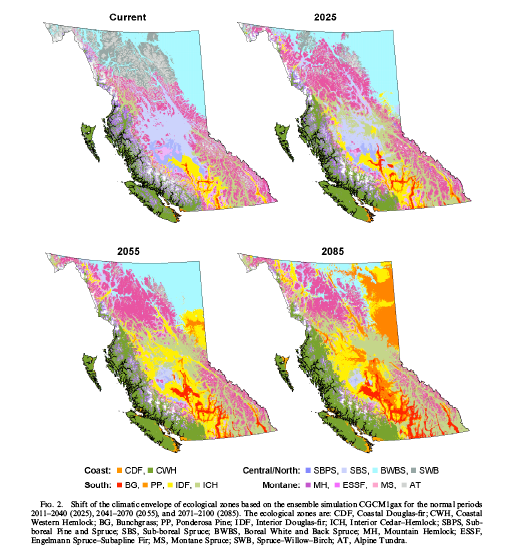 Current
2025
2055
2085
Coast: CDF, CWH
Central/North: SBPS, SBS, BWBS, SWB
South: BG, PP, IDF, ICH
Montane: MH, ESSF, MS, AT
FIG. 2. Shift of the climatic envelope of ecological zones based on the ensemble simulation CGCM1gax for the normal periods
2011–2040 (2025), 2041–2070 (2055), and 2071–2100 (2085). The ecological zones are: CDF, Coastal Douglas-fir; CWH, Coastal
Western Hemlock; BG, Bunchgrass; PP, Ponderosa Pine; IDF, Interior Douglas-fir; ICH, Interior Cedar–Hemlock; SBPS, Sub-
boreal Pine and Spruce; SBS, Sub-boreal Spruce; BWBS, Boreal White and Black Spruce; MH, Mountain Hemlock; ESSF,
Engelmann Spruce–Subalpine Fir; MS, Montane Spruce; SWB, Spruce–Willow–Birch; AT, Alpine Tundra.